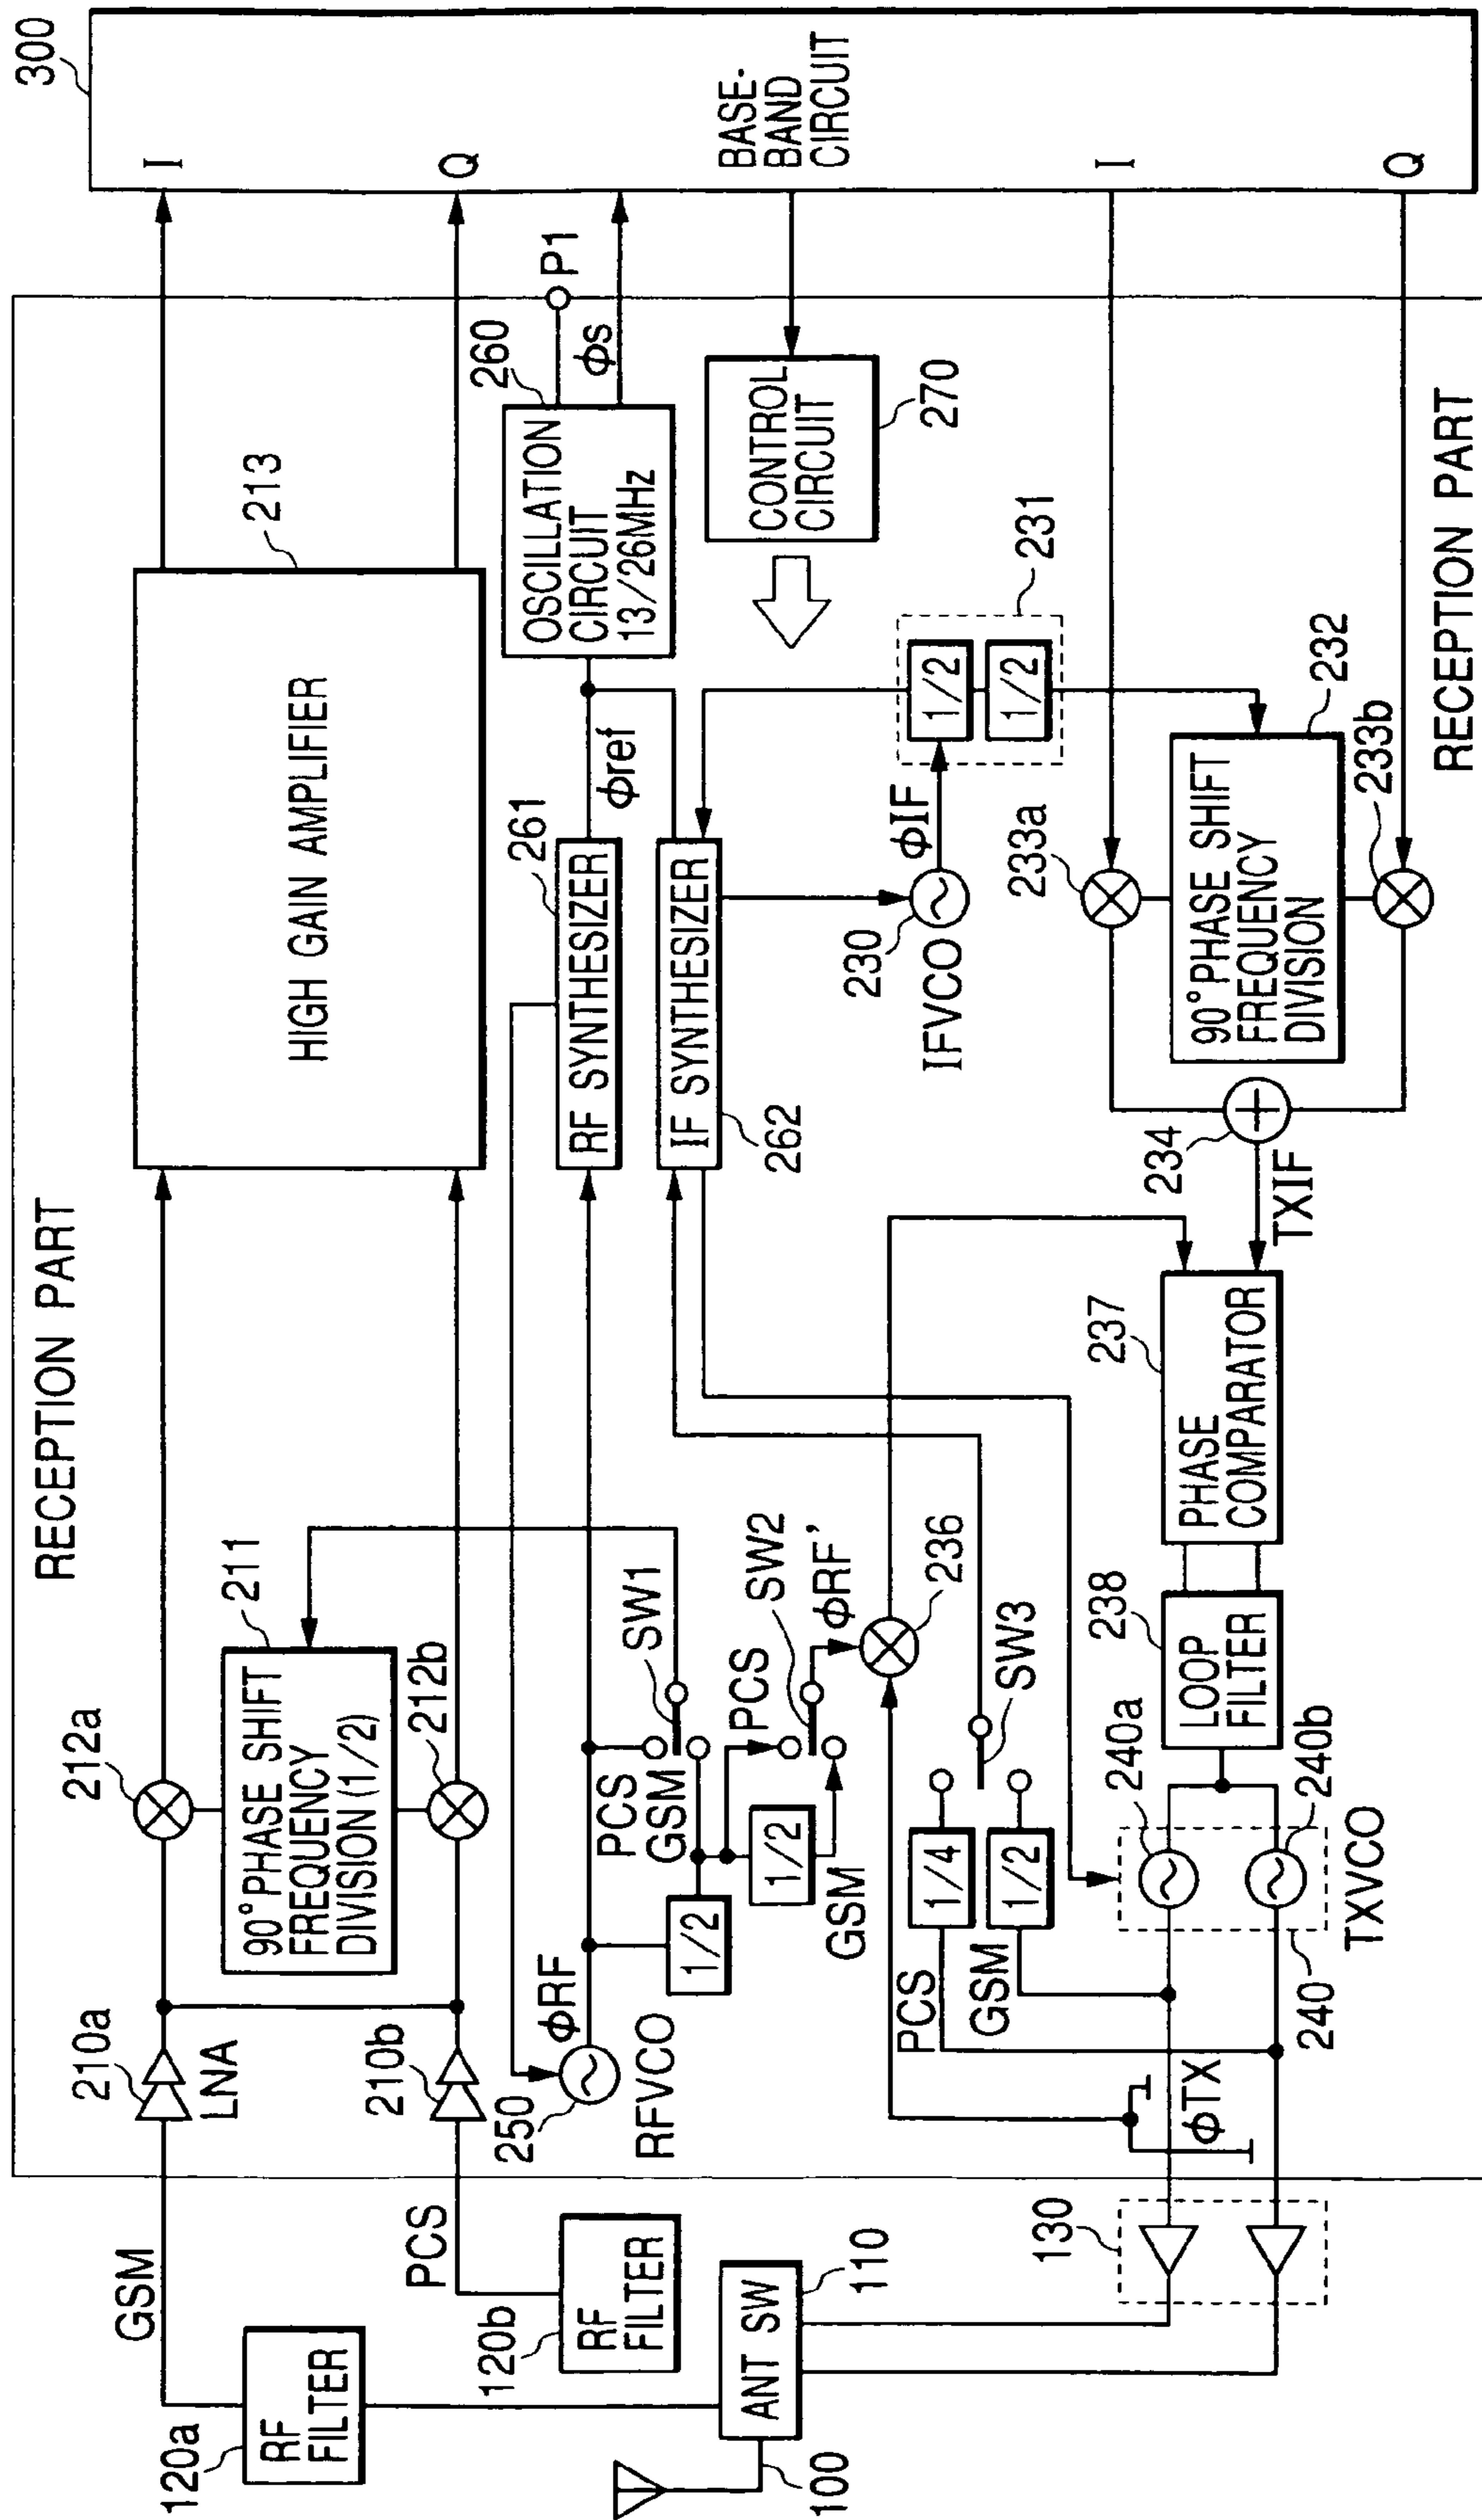 RECEPTION PART
300
I
Q
BASE-
BAND
CIRCUIT
I
Q
213
HIGH GAIN AMPLIFIER
P1
ΦS
260
OSCILLATION
CIRCUIT
13/26MHz
Φref
261
RF SYNTHESIZER
IF SYNTHESIZER
262
CONTROL
CIRCUIT
270
231
1/2
1/2
ΦIF
230
IFVCO
232
90°PHASE SHIFT
FREQUENCY
DIVISION
233a
233b
RECEPTION PART
234
TXIF
237
PHASE
COMPARATOR
238
LOOP
FILTER
212a
211
90°PHASE SHIFT
FREQUENCY
DIVISION (1/2)
212b
SW1
PCS
GSM
SW2
PCS
ΦRF'
236
1/2
1/2
GSM
SW3
1/4
1/2
PCS
GSM
240a
240b
TXVCO
240
210a
LNA
210b
ΦRF
250
RFVCO
ΦTX
GSM
PCS
120a
RF
FILTER
120b
RF
FILTER
ANT SW
110
100
130